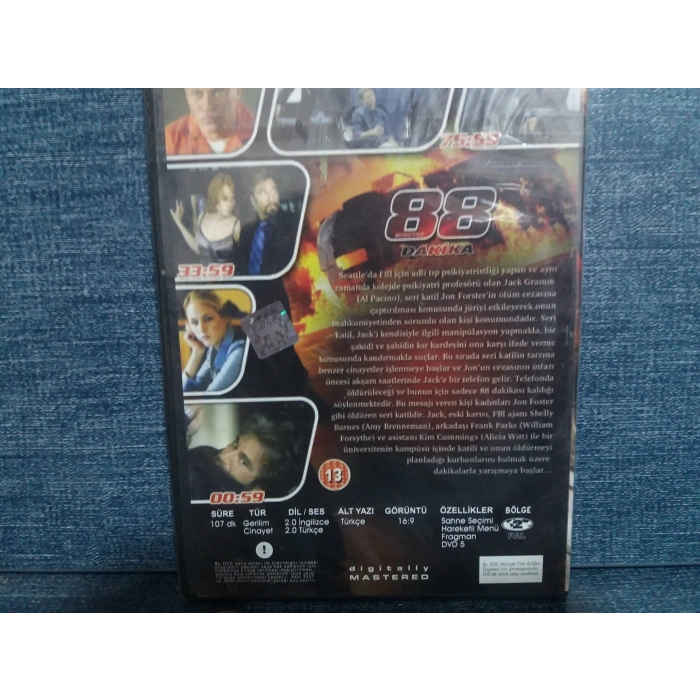 33:59
00:59
88
DAKİKA
Seattle'da FBI için adli tıp psikiyatristliği yapan ve aynı
zamanda kolejde psikiyatri profesörü olan Jack Gramm
(Al Pacino), seri katil Jon Forster'in ölüm cezasına
çaptırılması konusunda jüriyi etkileyerek onun
mahkumiyetinden sorumlu olan kişi konumundadır. Seri
katil, Jack'i kendisiyle ilgili manipülasyon yapmakla, bir
şahidi ve şahidin kız kardeşini ona karşı ifade verme
konusunda kandırmakla suçlar. Bu sırada seri katilin tarzına
benzer cinayetler işlenmeye başlar ve Jon'un cezasının infazı
öncesi akşam saatlerinde Jack'e bir telefon gelir. Telefonda
öldürüleceği ve bunun için sadece 88 dakikası kaldığı
söylenmektedir. Bu mesajı veren kişi kadınları Jon Foster
gibi öldüren seri katildir. Jack, eski karısı, FBI ajanı Shelly
Barnes (Amy Brenneman), arkadaşı Frank Parks (William
Forsythe) ve asistanı Kim Cummings (Alicia Witt) ile bir
üniversitenin kampüsü içinde katili ve onun öldürmeyi
planladığı kurbanlarını bulmak üzere
dakikalarla yarışmaya başlar...
13
SÜRE TÜR DİL / SES ALT YAZI GÖRÜNTÜ ÖZELLİKLER BÖLGE
107 dk Gerilim 2.0 İngilizce Türkçe 16:9 Sahne Seçimi 2
Cinayet 2.0 Türkçe Hareketli Menü PAL
Fragman
DVD 5
digitally
MASTERED